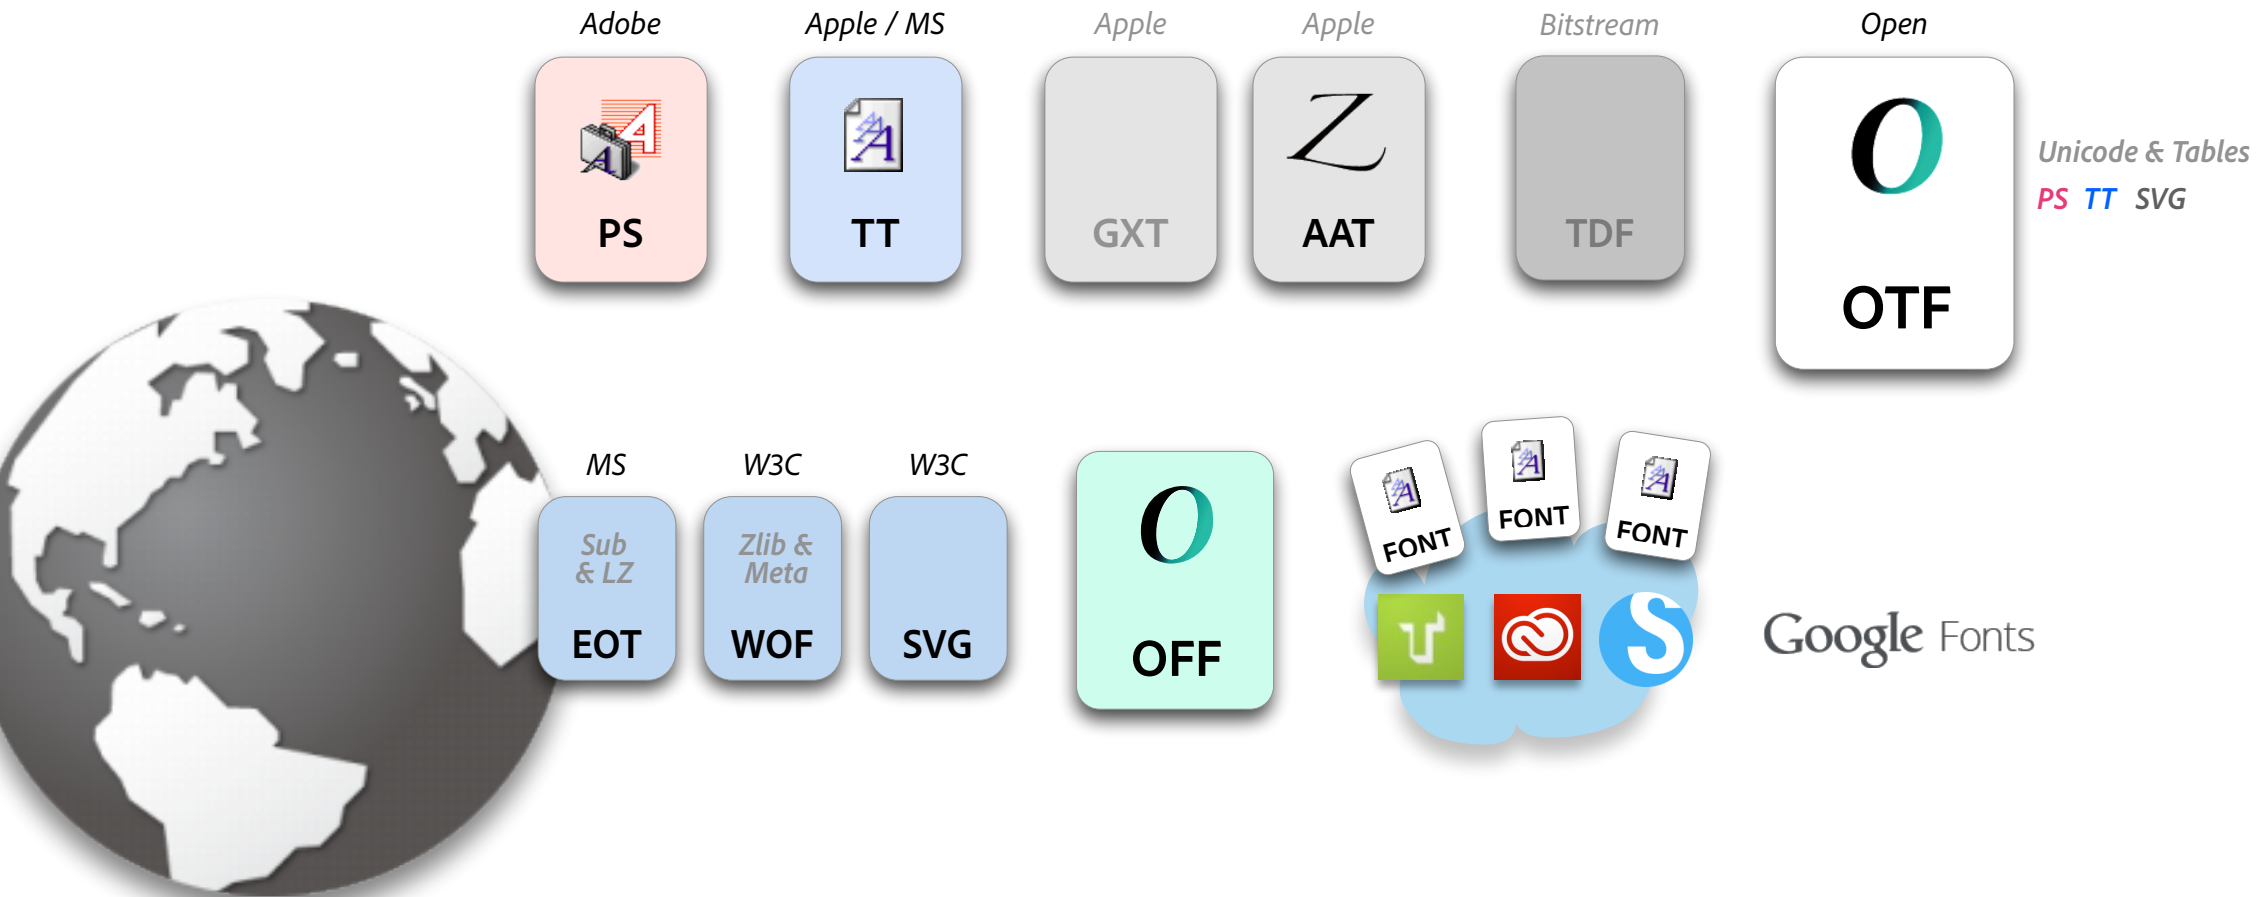 Adobe
Apple / MS
Apple
Apple
Bitstream
Open
PS
TT
GXT
Z
AAT
TDF
O
OTF
Unicode & Tables
PS TT SVG
MS
W3C
W3C
Sub
& LZ
EOT
Zlib &
Meta
WOF
SVG
O
OFF
FONT
FONT
FONT
Google Fonts